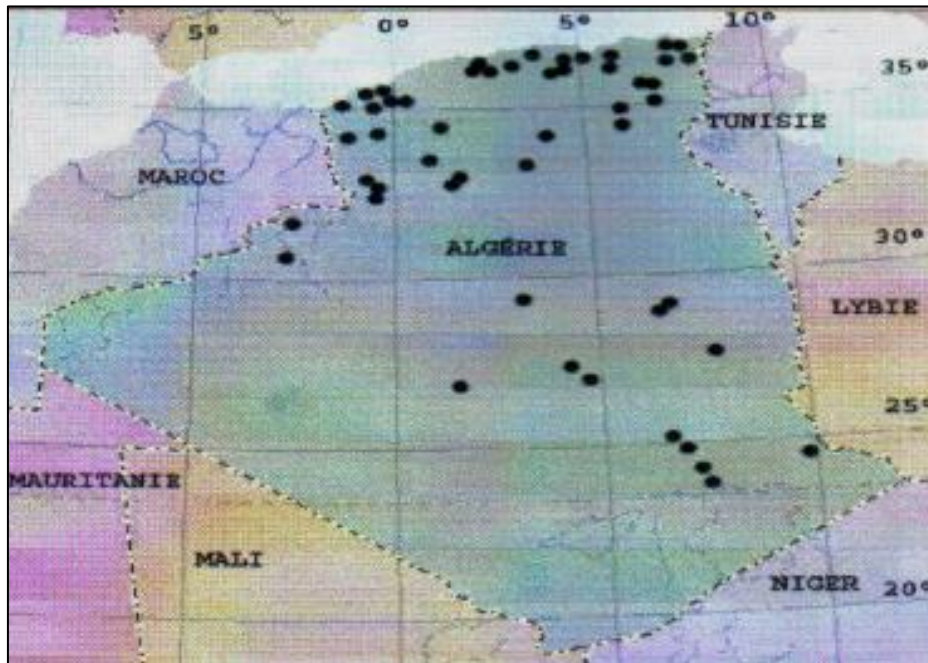 5° 0° 5° 10°
35°
TUNISIE
MAROC
ALGÉRIE
30°
LYBIE
25°
MAURITANIE
MALI
NIGER
20°